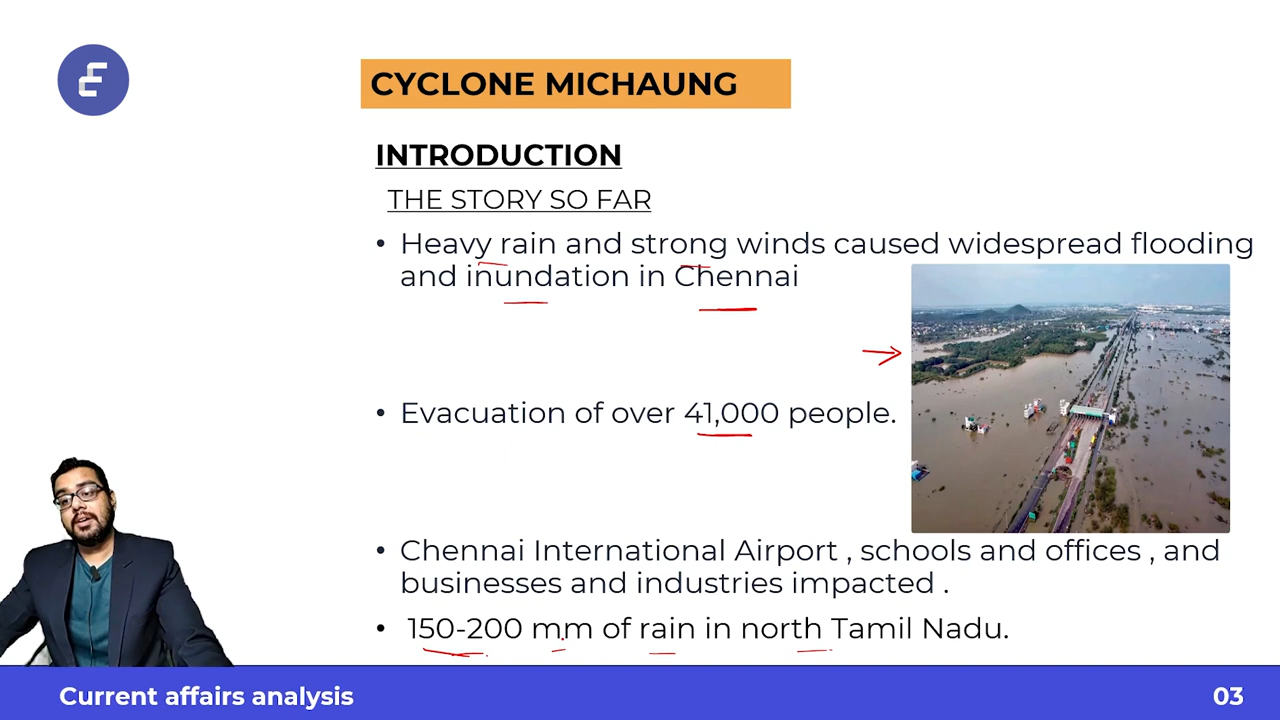 CYCLONE MICHAUNG
INTRODUCTION
THE STORY SO FAR
• Heavy rain and strong winds caused widespread flooding
and inundation in Chennai
• Evacuation of over 41,000 people.
• Chennai International Airport , schools and offices , and
businesses and industries impacted .
• 150-200 mm of rain in north Tamil Nadu.
Current affairs analysis
03